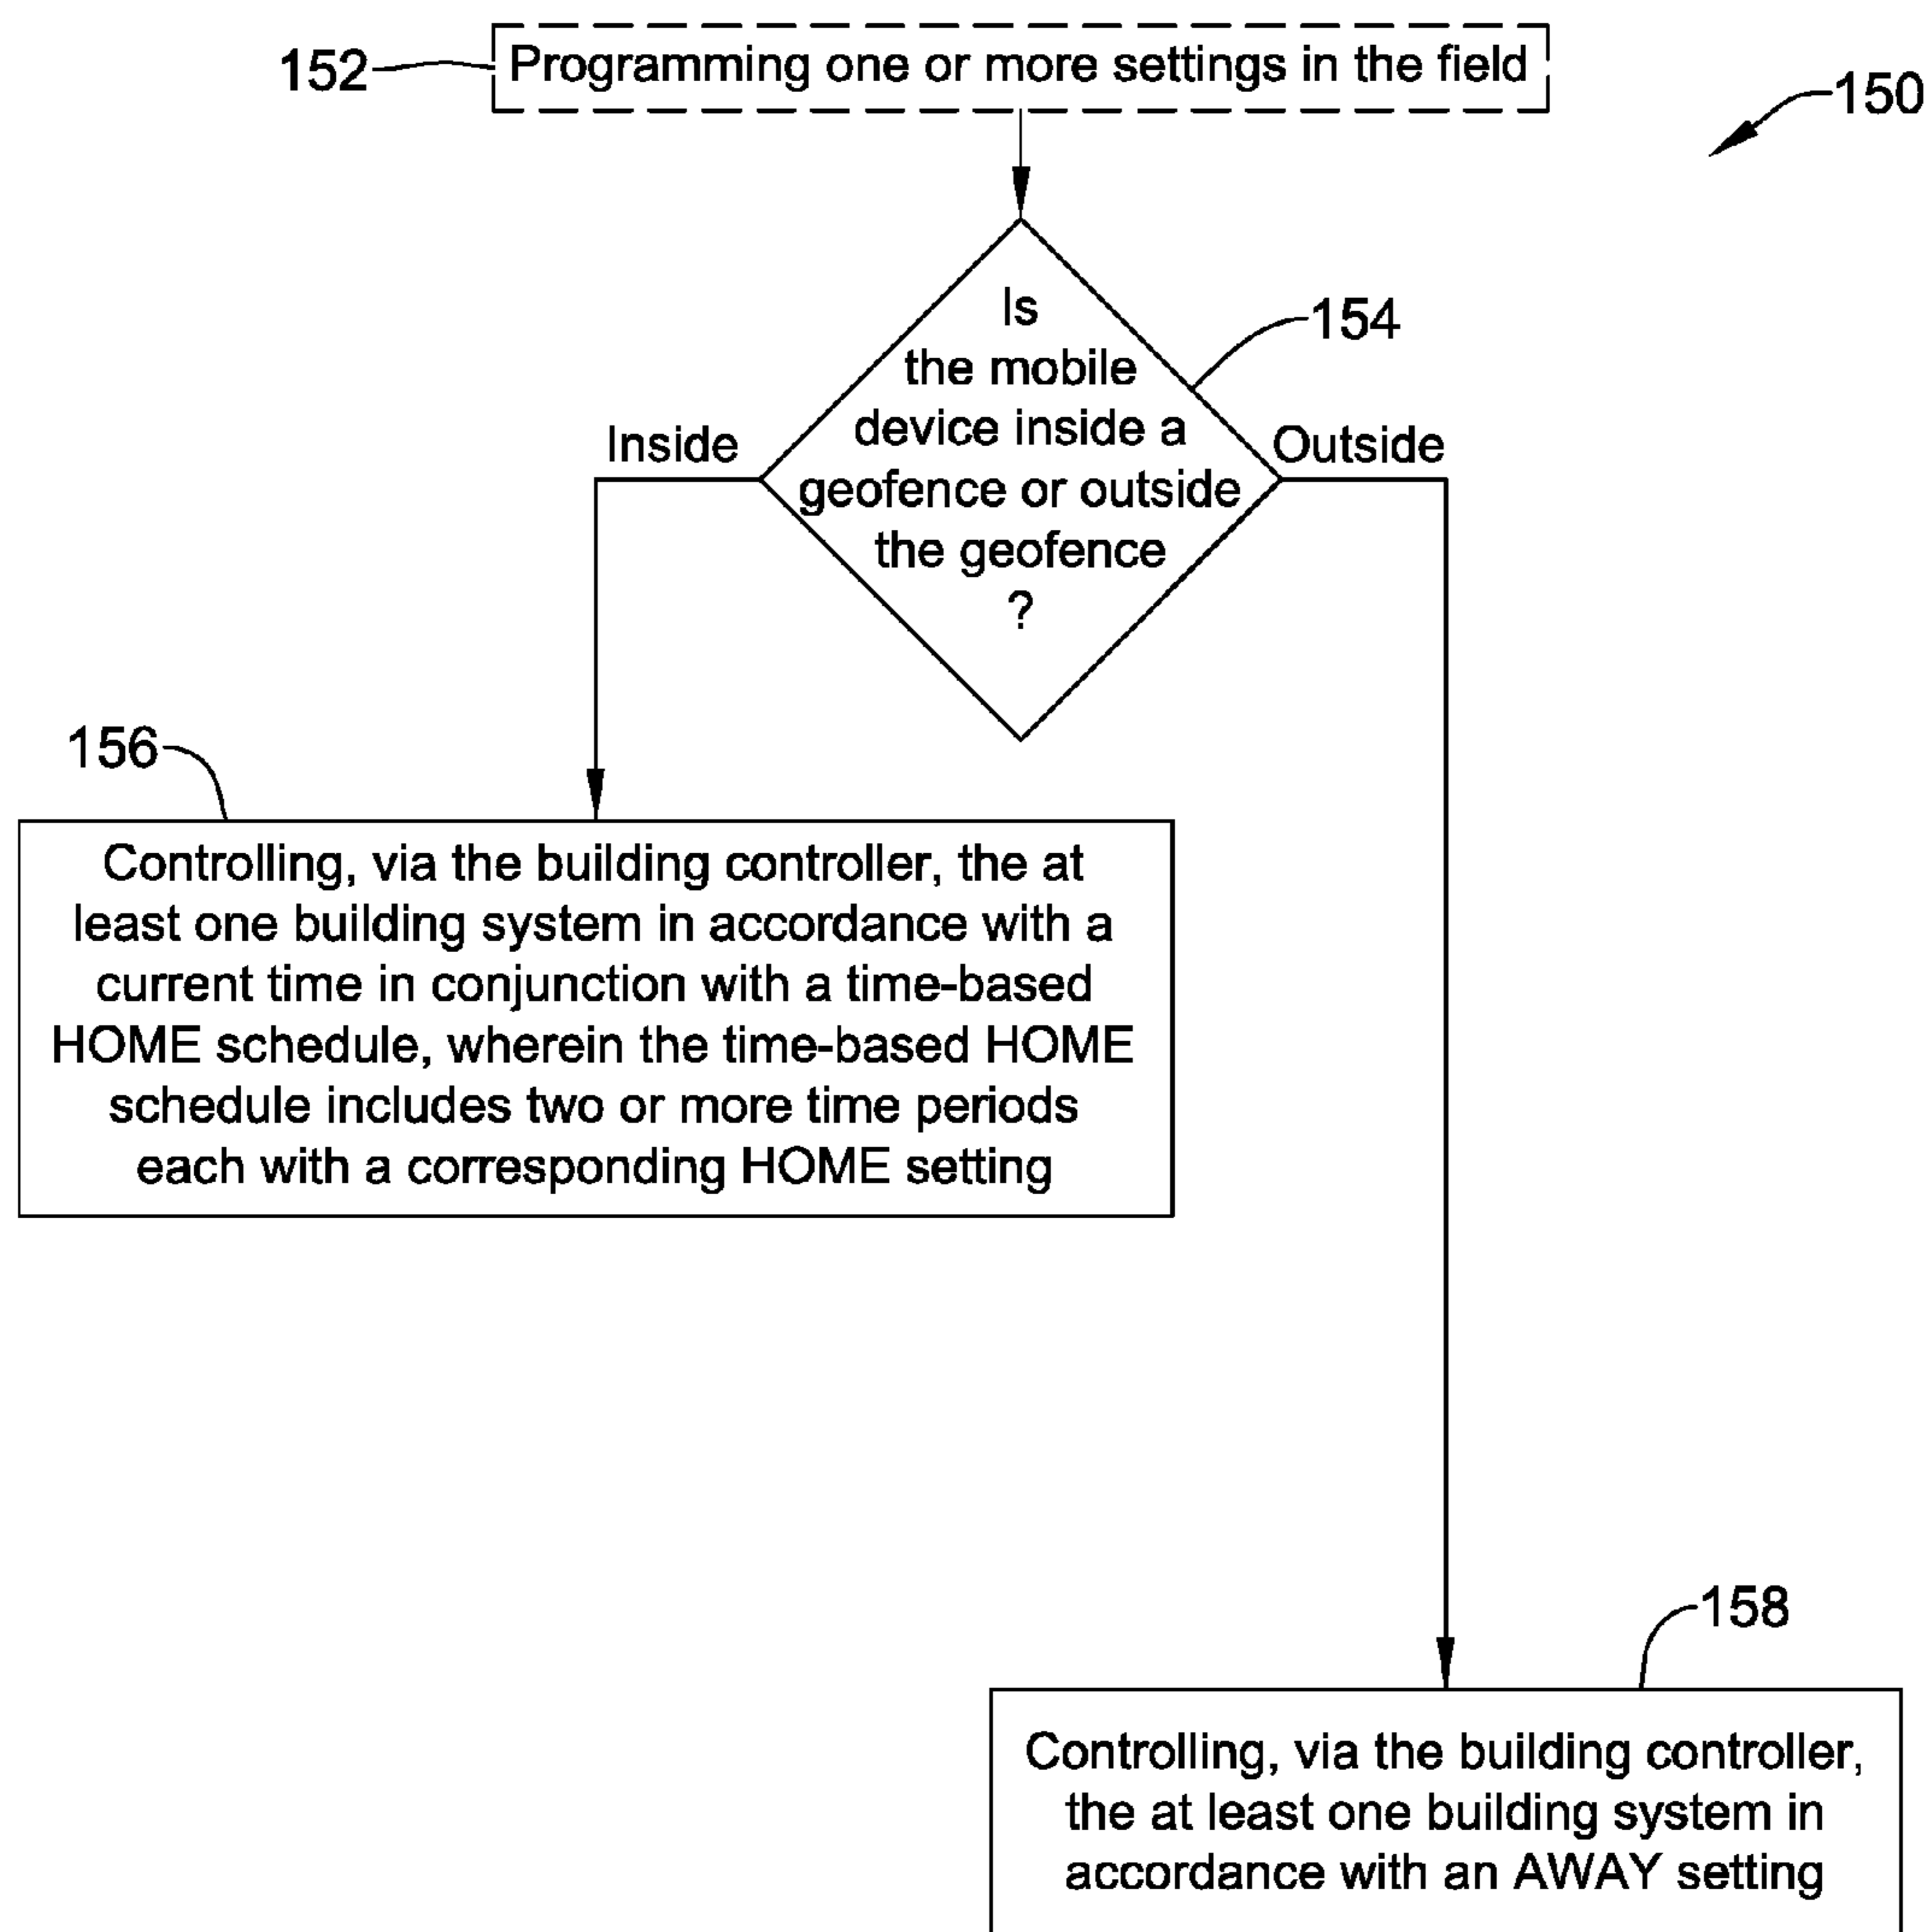 152
Programming one or more settings in the field
150
Is
the mobile
device inside a
geofence or outside
the geofence
?
154
Inside
Outside
156
Controlling, via the building controller, the at
least one building system in accordance with a
current time in conjunction with a time-based
HOME schedule, wherein the time-based HOME
schedule includes two or more time periods
each with a corresponding HOME setting
158
Controlling, via the building controller,
the at least one building system in
accordance with an AWAY setting